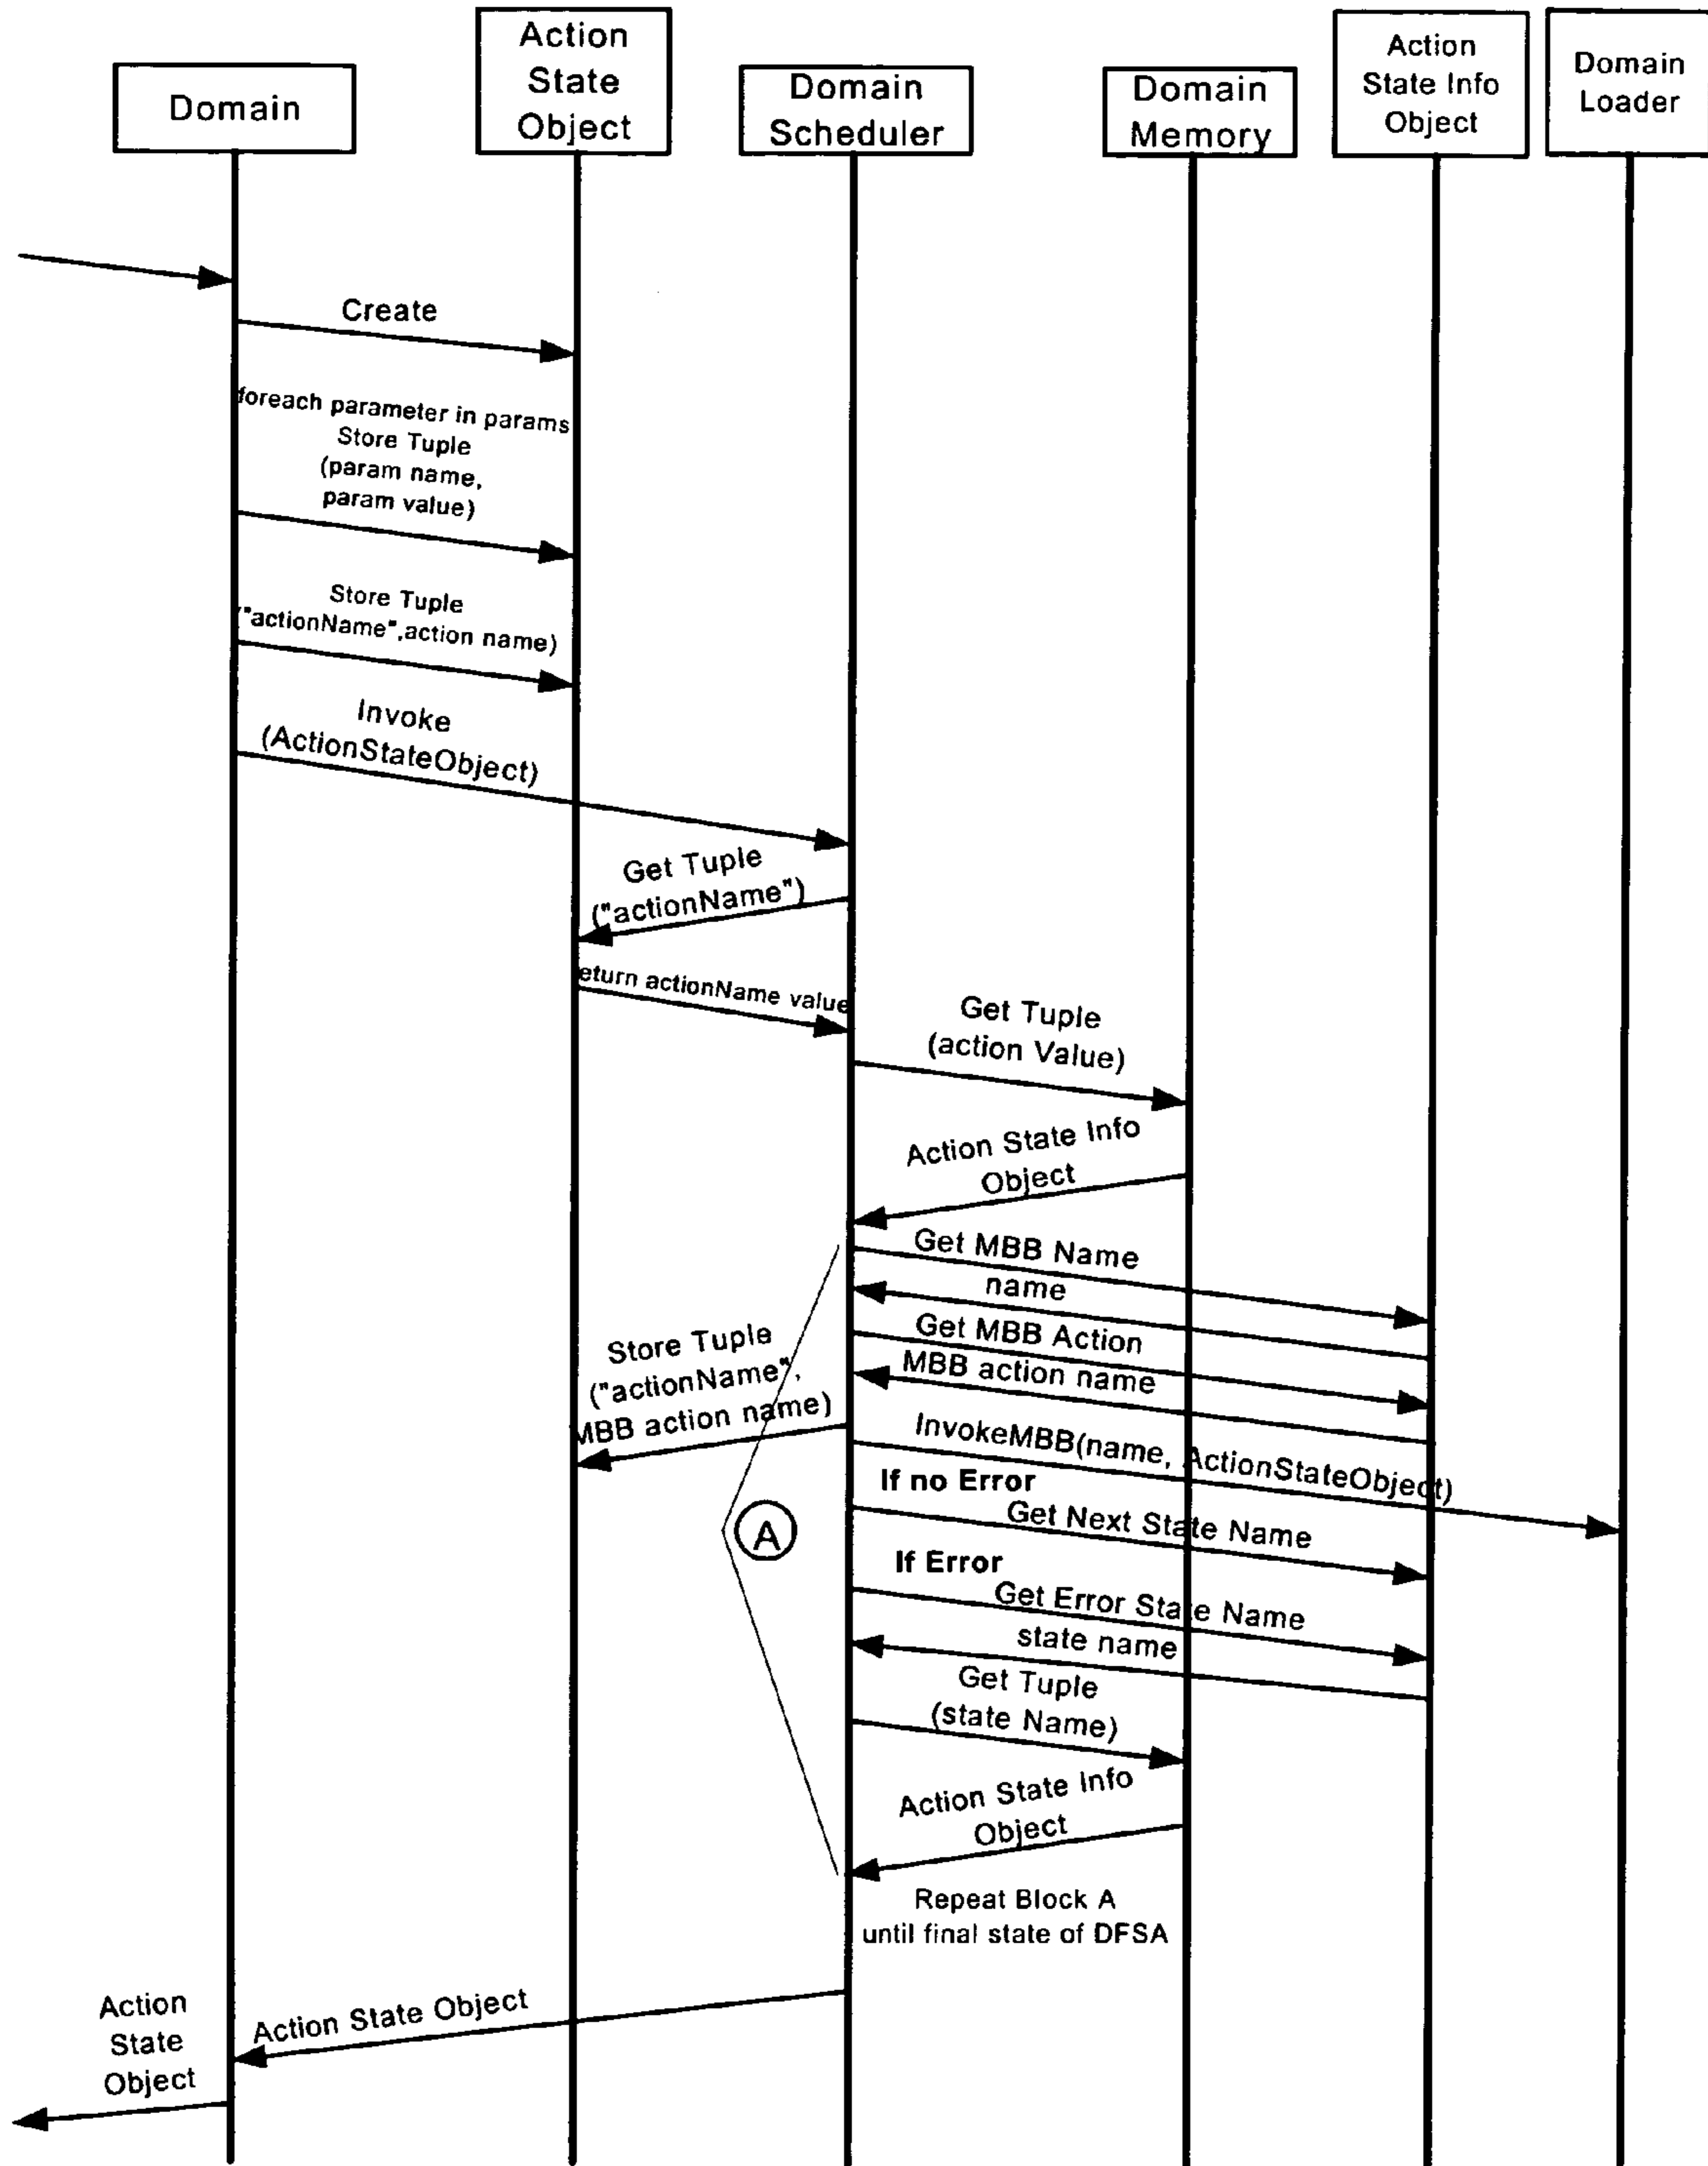 Domain
Action
State
Object
Domain
Scheduler
Domain
Memory
Action
State Info
Object
Domain
Loader
Create
foreach parameter in params
Store Tuple
(param name,
param value)
Store Tuple
("actionName",action name)
Invoke
(ActionStateObject)
Get Tuple
("actionName")
eturn actionName value
Get Tuple
(action Value)
Action State Info
Object
Get MBB Name
name
Get MBB Action
MBB action name
Store Tuple
("actionName",
MBB action name)
InvokeMBB(name, ActionStateObject)
If no Error
Get Next State Name
A
If Error
Get Error State Name
state name
Get Tuple
(state Name)
Action State Info
Object
Repeat Block A
until final state of DFSA
Action State Object
Action
State
Object